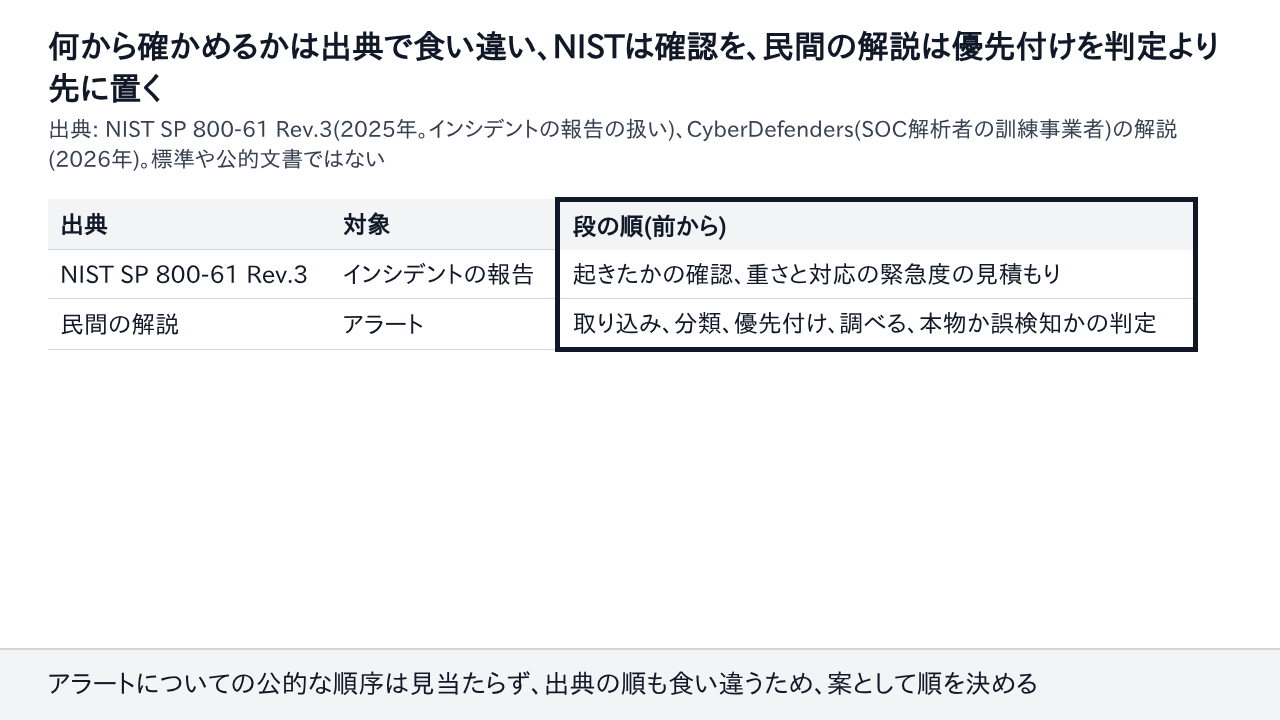 何から確かめるかは出典で食い違い、NISTは確認を、民間の解説は優先付けを判定より
先に置く
出典: NIST SP 800-61 Rev.3(2025年。インシデントの報告の扱い)、CyberDefenders(SOC解析者の訓練事業者)の解説
(2026年)。標準や公的文書ではない
出典 対象 段の順(前から)
NIST SP 800-61 Rev.3 インシデントの報告 起きたかの確認、重さと対応の緊急度の見積もり
民間の解説 アラート 取り込み、分類、優先付け、調べる、本物か誤検知かの判定
アラートについての公的な順序は見当たらず、出典の順も食い違うため、案として順を決める